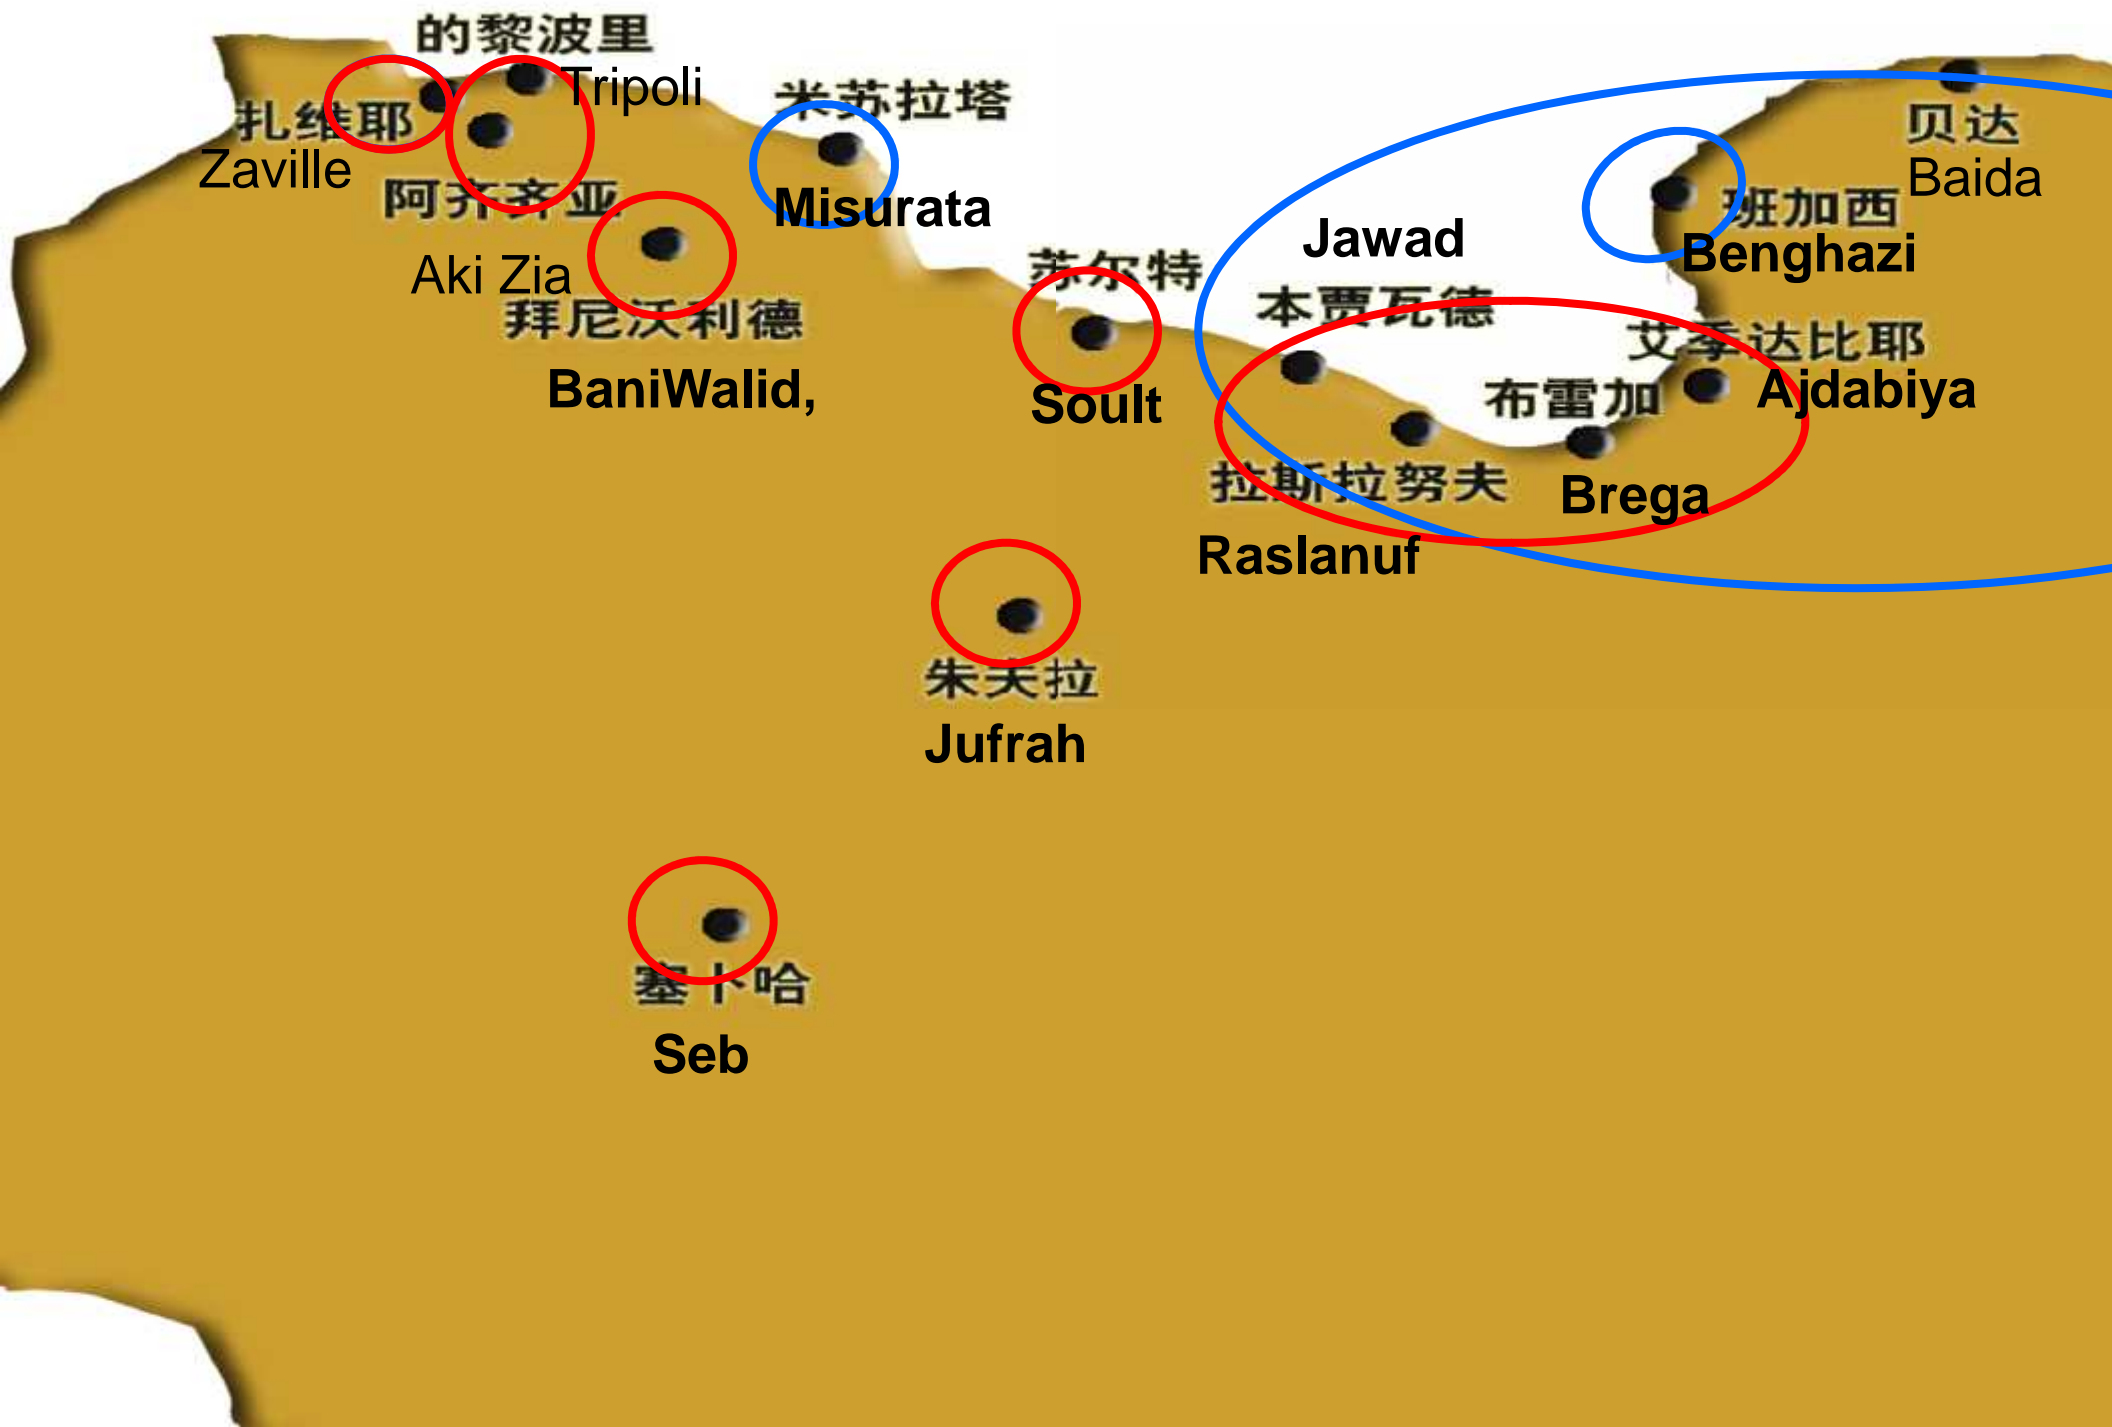 的黎波里
Tripoli
扎维耶
Zaville
阿齐齐亚
Aki Zia
米苏拉塔
Misurata
拜尼沃利德
BaniWalid,
苏尔特
Soult
Jawad
本贾瓦德
贝达
Baida
班加西
Benghazi
艾季达比耶
Ajdabiya
布雷加
Brega
拉斯拉努夫
Raslanuf
朱夫拉
Jufrah
塞卜哈
Seb